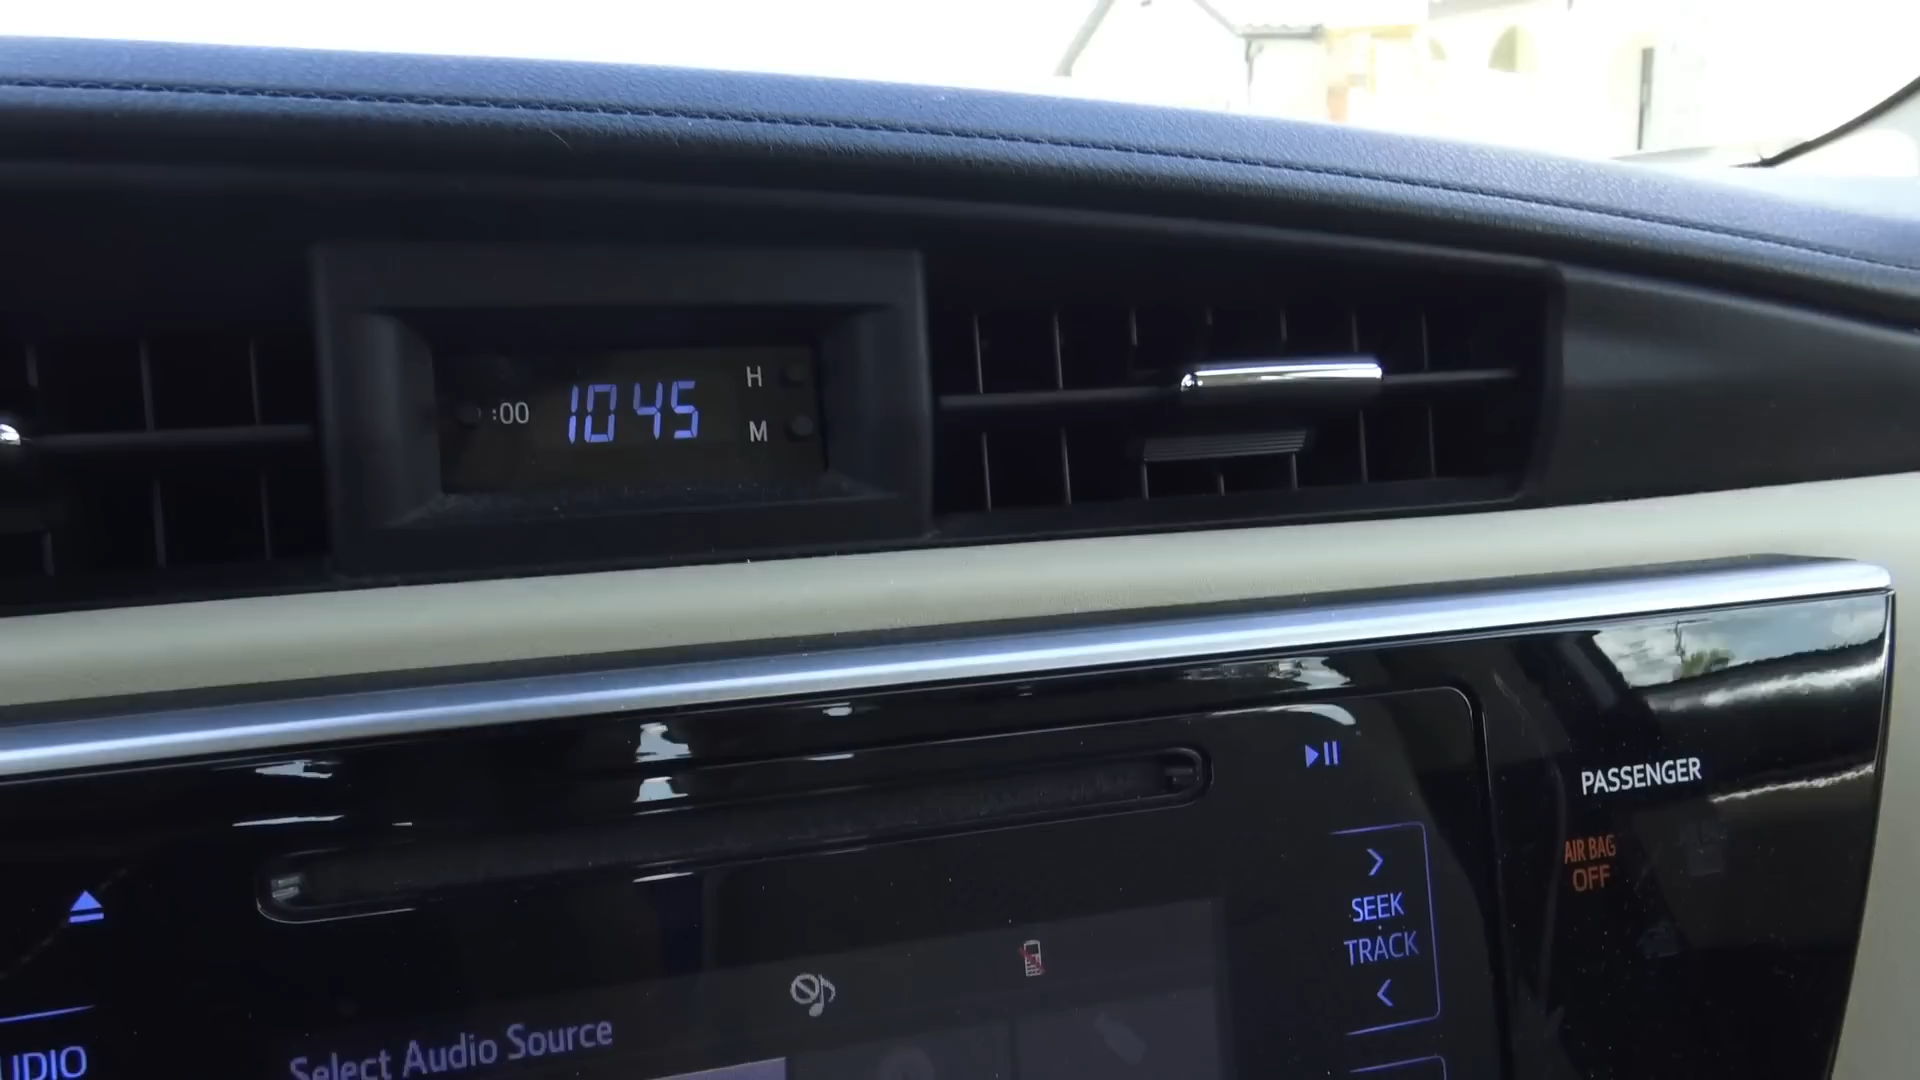 :00 1045 H
M
PASSENGER
AIR BAG
OFF
SEEK
TRACK
UDIO
Select Audio Source